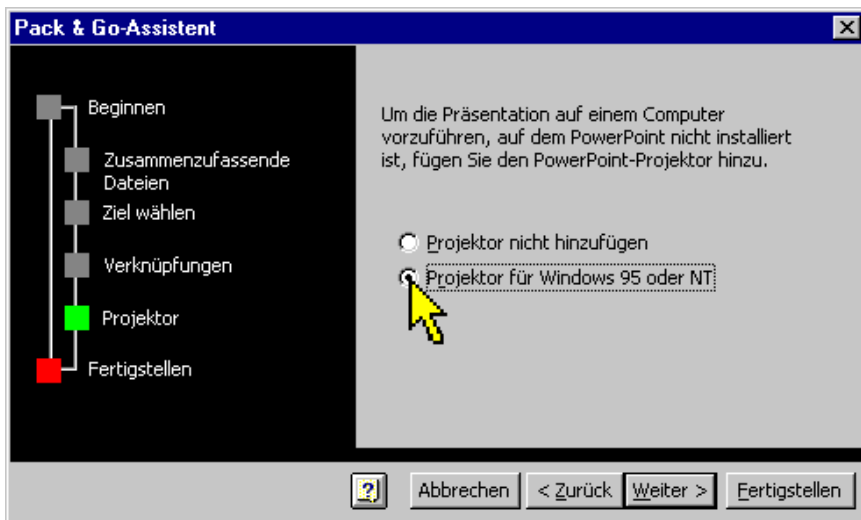 Pack & Go-Assistent
Beginnen
Zusammenzufassende
Dateien
Ziel wählen
Verknüpfungen
Projektor
Fertigstellen
Um die Präsentation auf einem Computer
vorzuführen, auf dem PowerPoint nicht installiert
ist, fügen Sie den PowerPoint-Projektor hinzu.
Projektor nicht hinzufügen
Projektor für Windows 95 oder NT
Abbrechen < Zurück Weiter > Fertigstellen